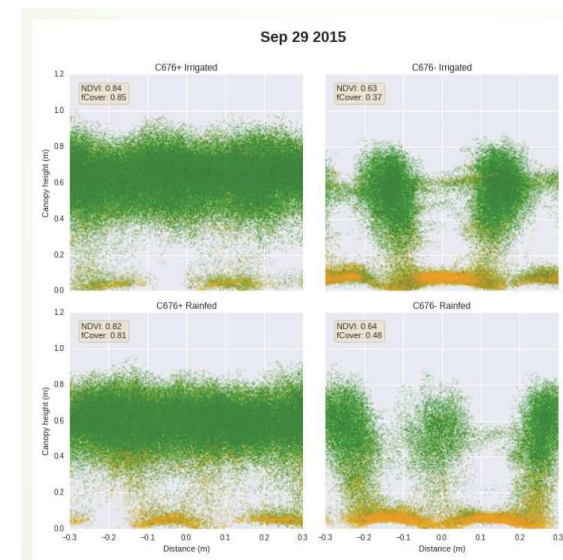 Sep 29 2015
C676+ Irrigated
NDVI: 0.84
fCover: 0.85
Canopy height (m)
1.2
1.0
0.8
0.6
0.4
0.2
0.0
C676- Irrigated
NDVI: 0.63
fCover: 0.37
C676+ Rainfed
NDVI: 0.82
fCover: 0.81
Canopy height (m)
1.2
1.0
0.8
0.6
0.4
0.2
0.0
−0.3 −0.2 −0.1 0.0 0.1 0.2 0.3
Distance (m)
C676- Rainfed
NDVI: 0.64
fCover: 0.48
−0.3 −0.2 −0.1 0.0 0.1 0.2 0.3
Distance (m)